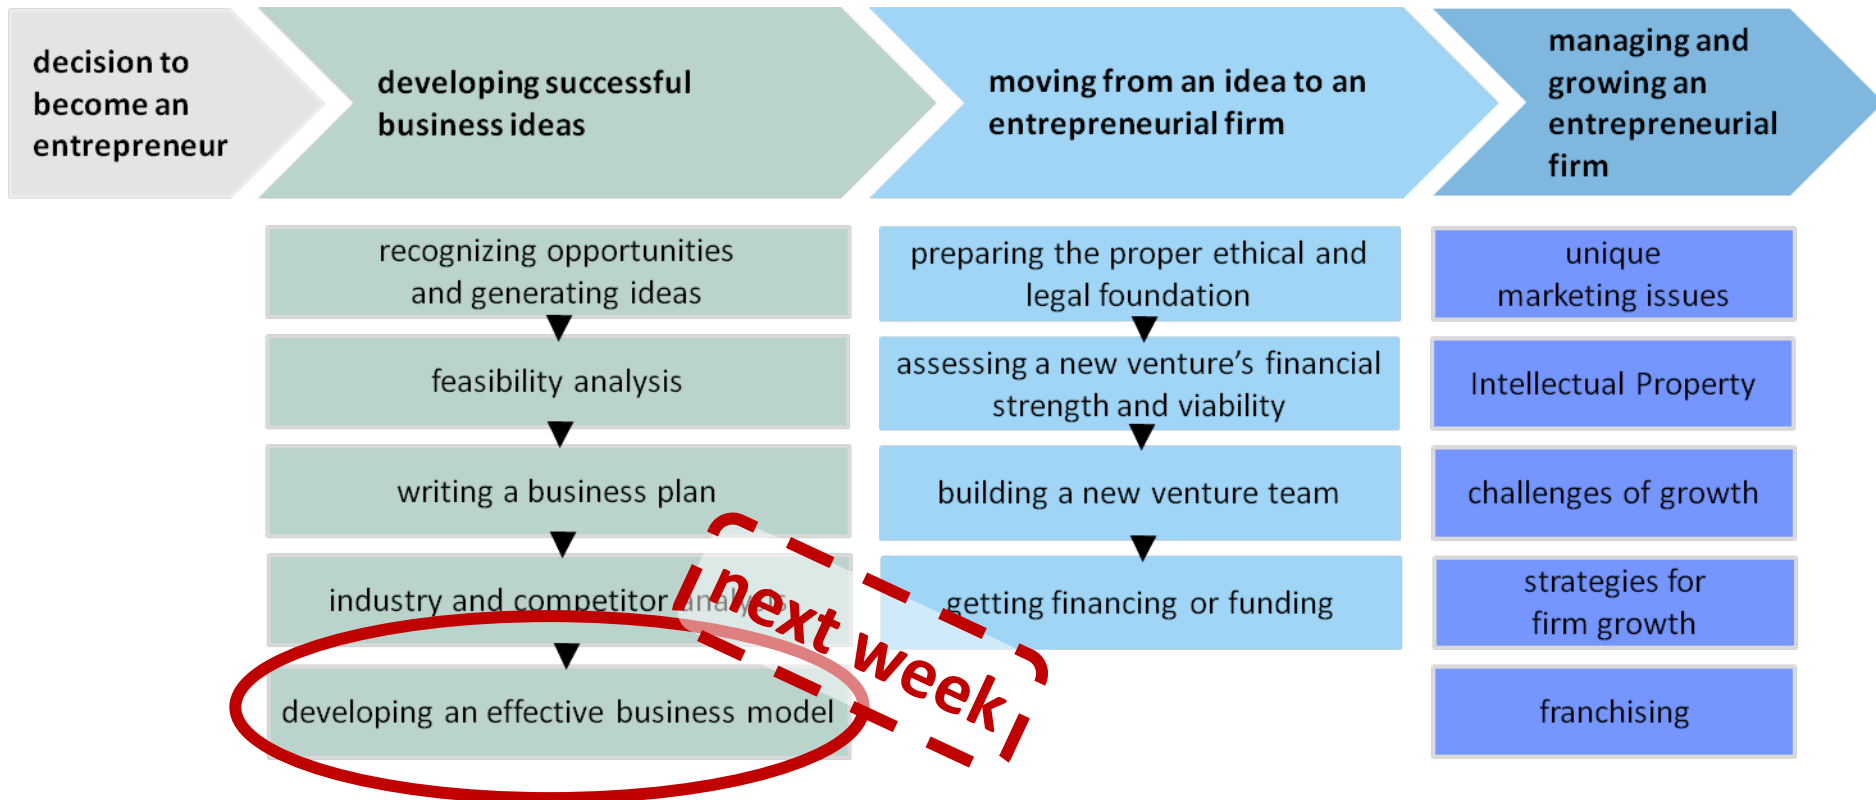 decision to
become an
entrepreneur
developing successful
business ideas
moving from an idea to an
entrepreneurial firm
managing and
growing an
entrepreneurial
firm
recognizing opportunities
and generating ideas
feasibility analysis
writing a business plan
industry and competitor analysis
developing an effective business model
preparing the proper ethical and
legal foundation
assessing a new venture’s financial
strength and viability
building a new venture team
getting financing or funding
unique
marketing issues
Intellectual Property
challenges of growth
strategies for
firm growth
franchising
next week